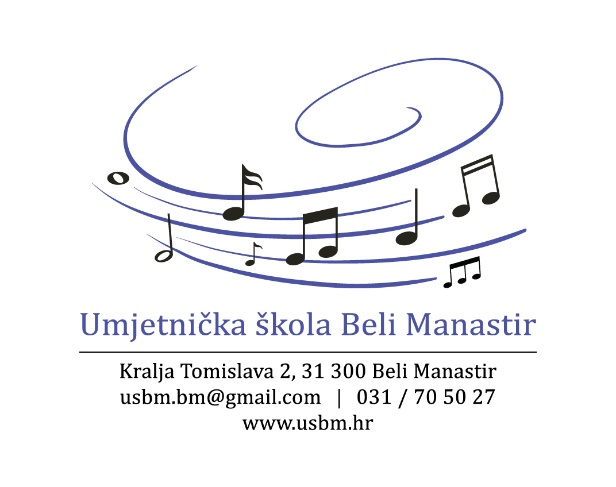 Umjetnička škola Beli Manastir
Kralja Tomislava 2, 31 300 Beli Manastir
usbm.bm@gmail.com | 031 / 70 50 27
www.usbm.hr